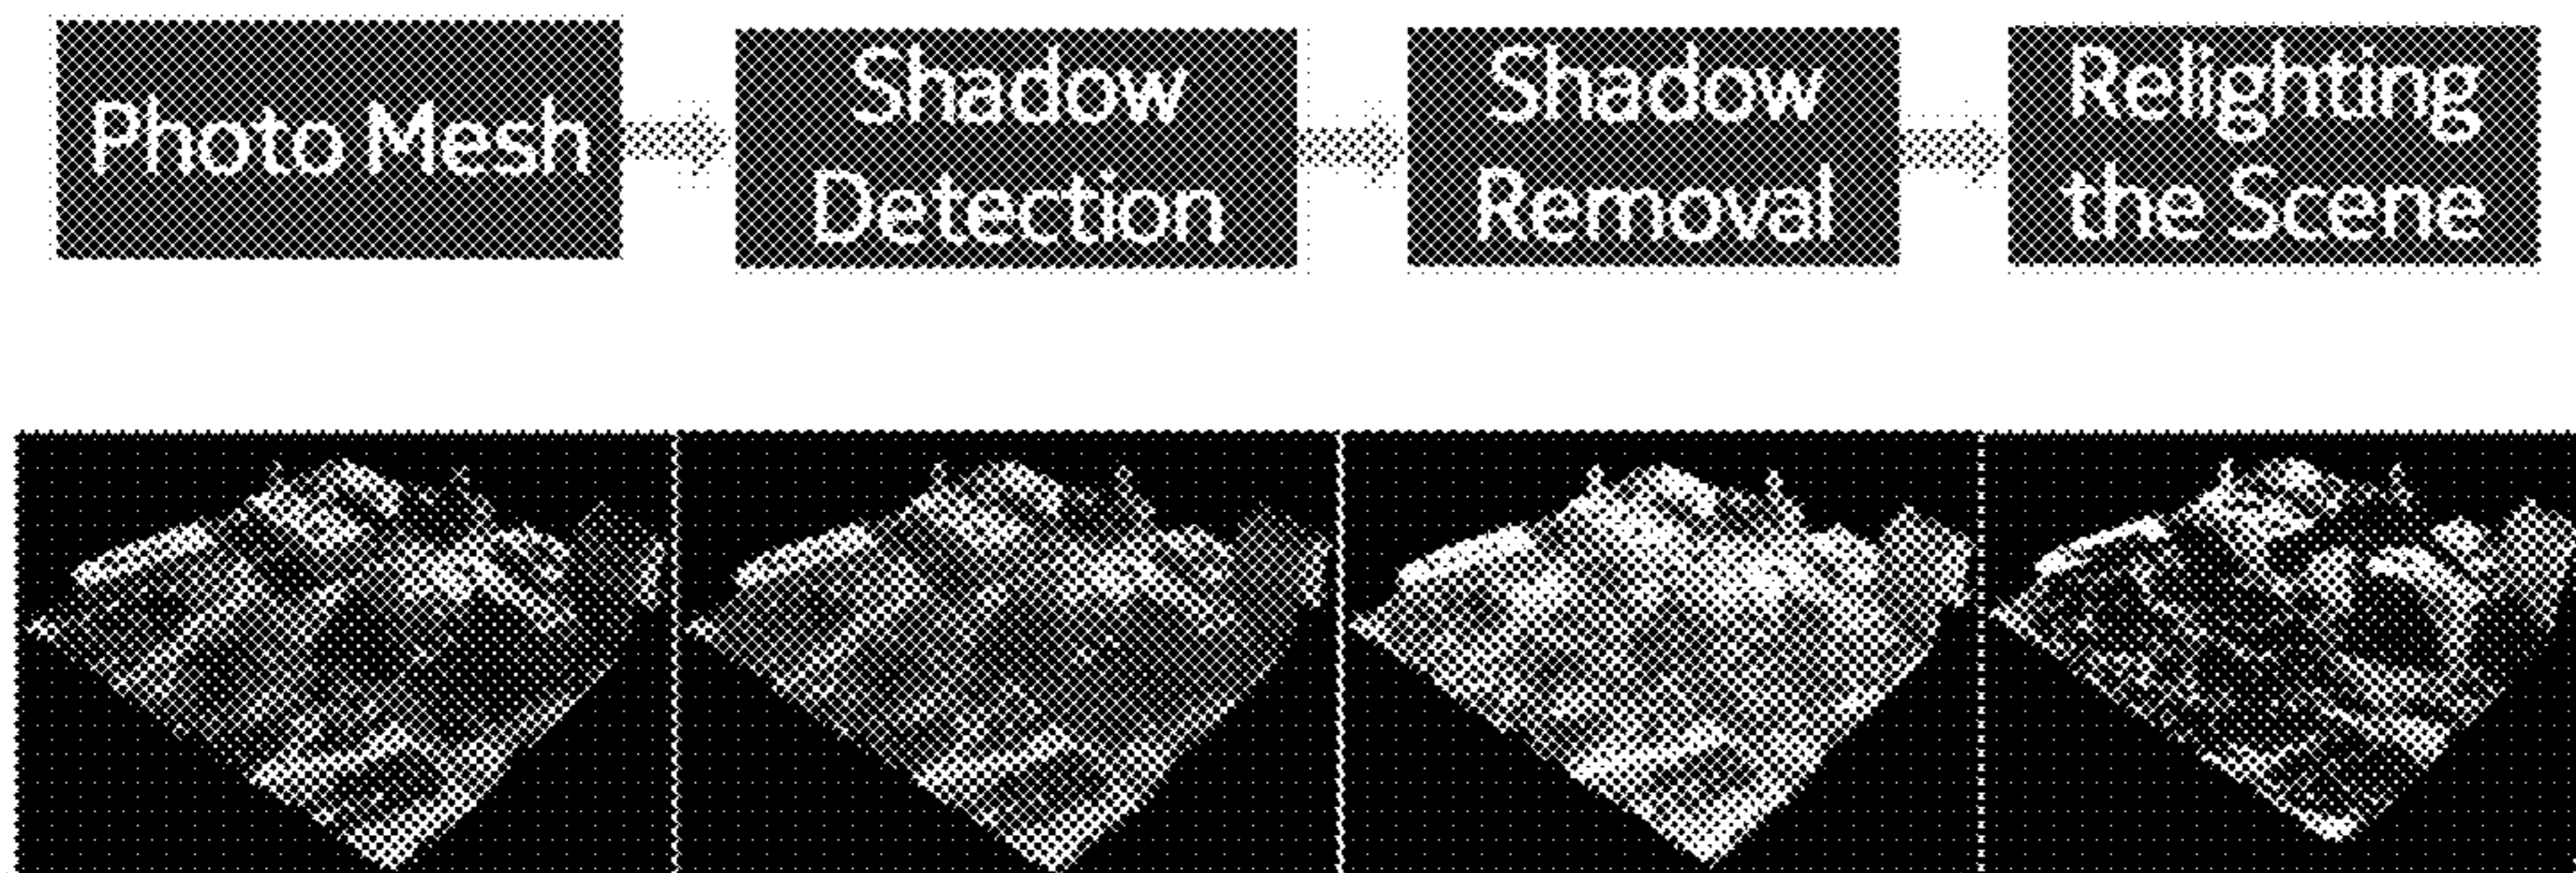 Photo Mesh
Shadow
Detection
Shadow
Removal
Relighting
the Scene